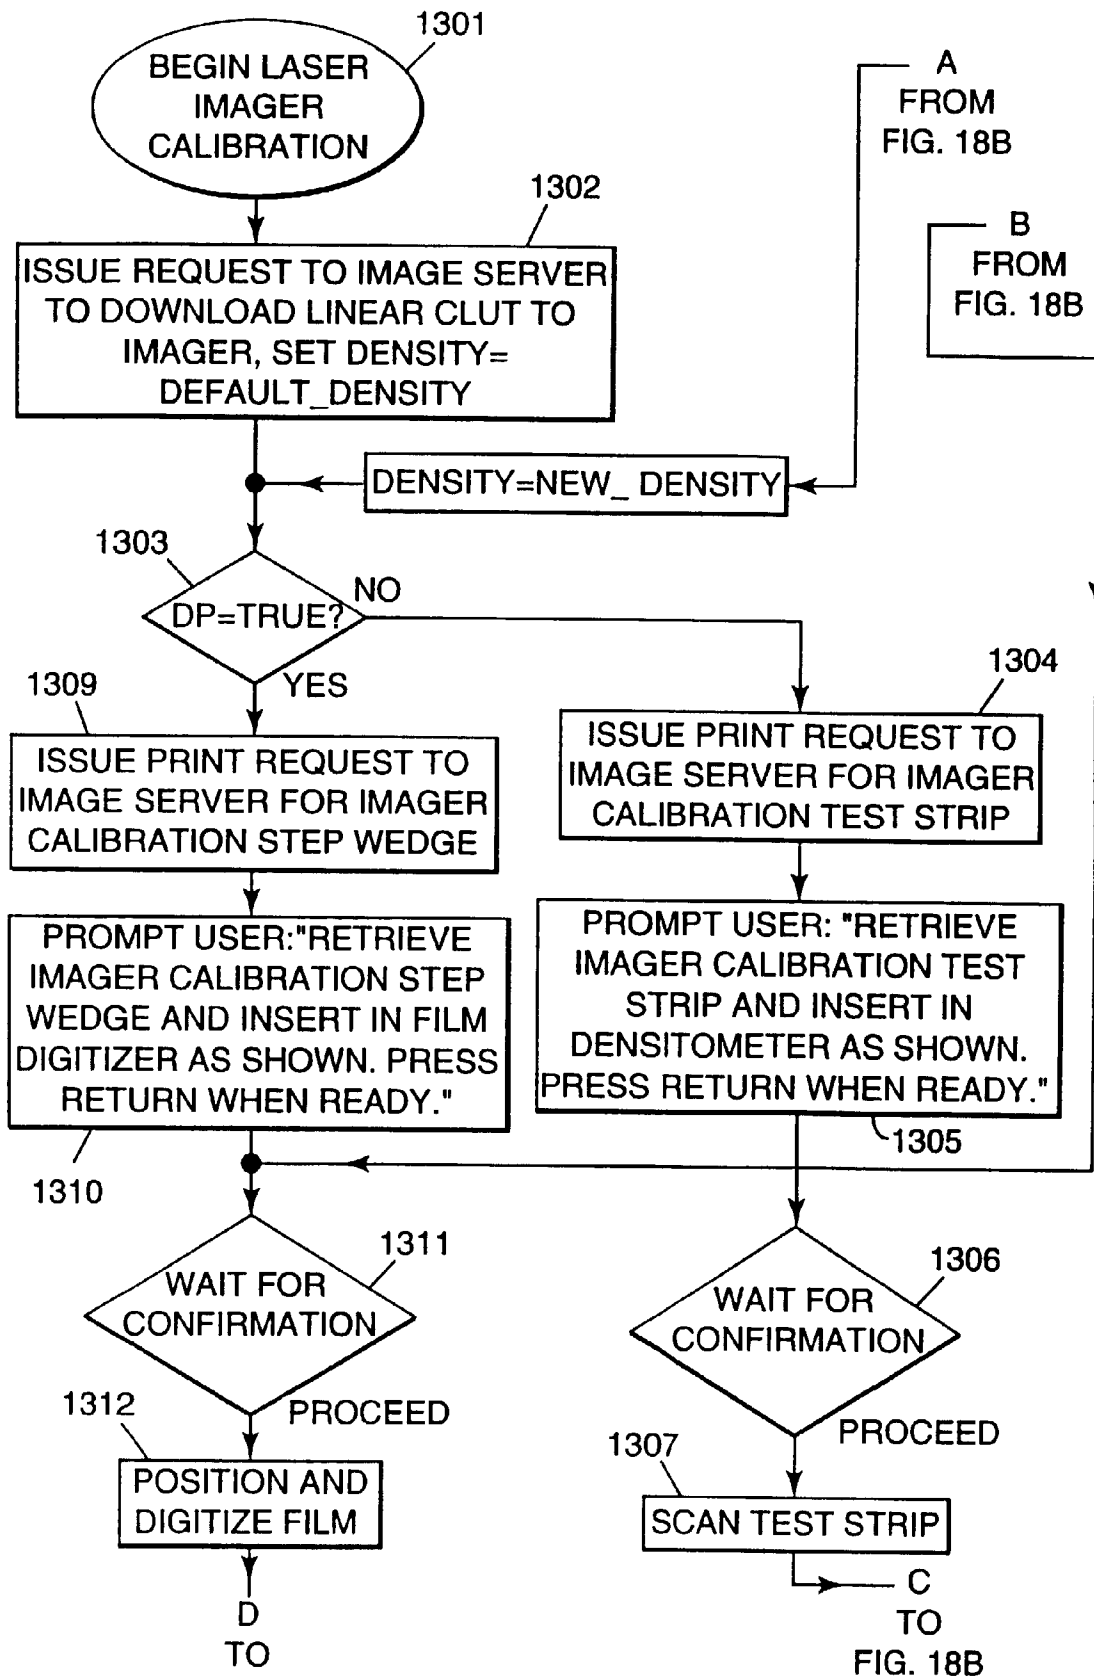 1301
BEGIN LASER
IMAGER
CALIBRATION
A
FROM
FIG. 18B
1302
ISSUE REQUEST TO IMAGE SERVER
TO DOWNLOAD LINEAR CLUT TO
IMAGER, SET DENSITY=
DEFAULT_DENSITY
B
FROM
FIG. 18B
DENSITY=NEW_ DENSITY
1303
DP=TRUE?
NO
YES
1309
ISSUE PRINT REQUEST TO
IMAGE SERVER FOR IMAGER
CALIBRATION STEP WEDGE
1304
ISSUE PRINT REQUEST TO
IMAGE SERVER FOR IMAGER
CALIBRATION TEST STRIP
PROMPT USER:"RETRIEVE
IMAGER CALIBRATION STEP
WEDGE AND INSERT IN FILM
DIGITIZER AS SHOWN. PRESS
RETURN WHEN READY."
1310
PROMPT USER: "RETRIEVE
IMAGER CALIBRATION TEST
STRIP AND INSERT IN
DENSITOMETER AS SHOWN.
PRESS RETURN WHEN READY."
1305
1311
WAIT FOR
CONFIRMATION
PROCEED
1306
WAIT FOR
CONFIRMATION
PROCEED
1312
POSITION AND
DIGITIZE FILM
D
TO
1307
SCAN TEST STRIP
C
TO
FIG. 18B